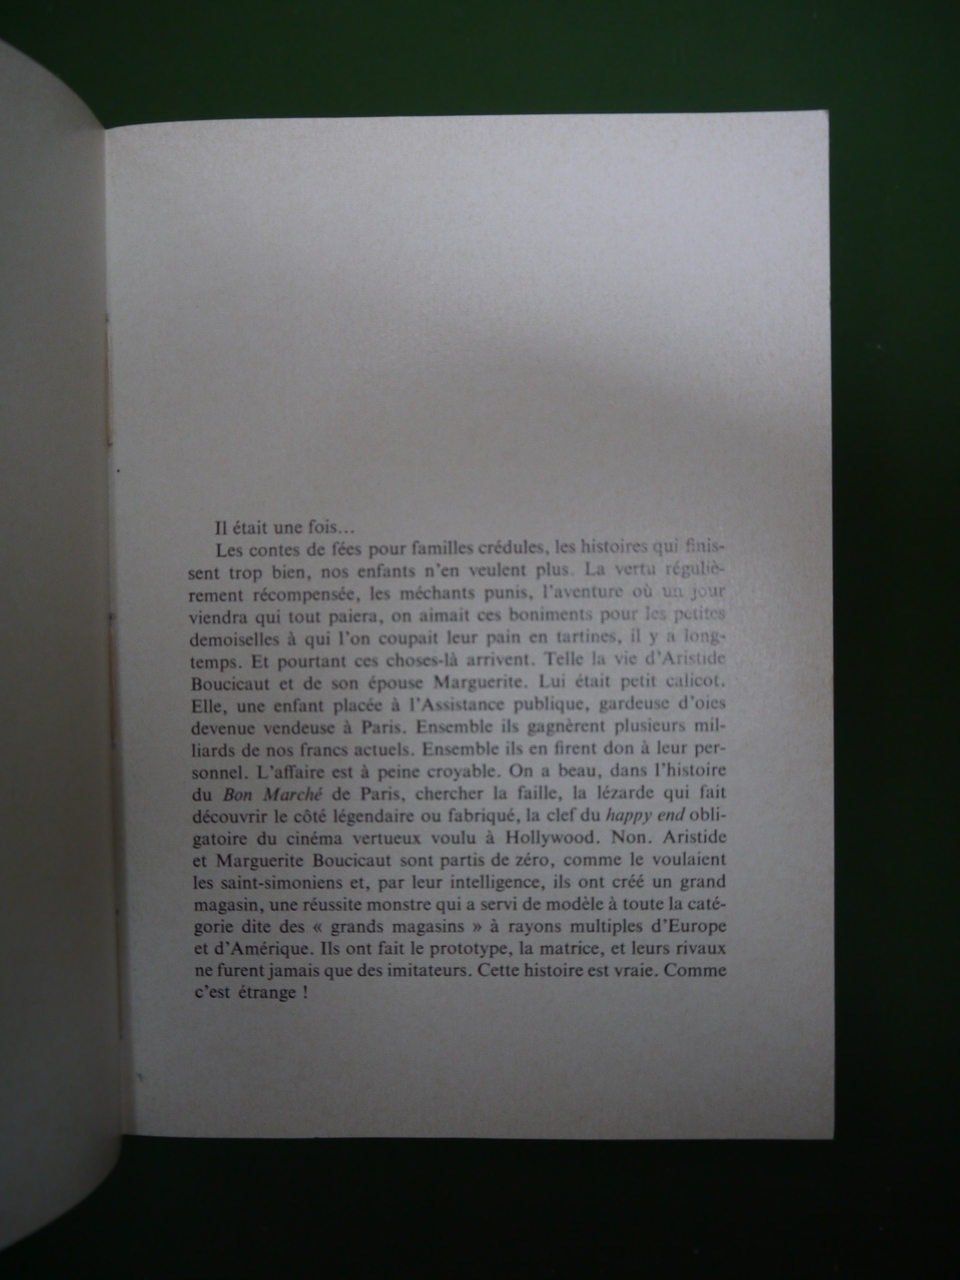 Il était une fois...
Les contes de fées pour familles crédules, les histoires qui finis-
sent trop bien, nos enfants n'en veulent plus. La vertu réguliè-
rement récompensée, les méchants punis, l'aventure où un jour
viendra qui tout paiera, on aimait ces boniments pour les petites
demoiselles à qui l'on coupait leur pain en tartines, il y a long-
temps. Et pourtant ces choses-là arrivent. Telle la vie d'Aristide
Boucicaut et de son épouse Marguerite. Lui était petit calicot.
Elle, une enfant placée à l'Assistance publique, gardeuse d'oies
devenue vendeuse à Paris. Ensemble ils gagnèrent plusieurs mil-
liards de nos francs actuels. Ensemble ils en firent don à leur per-
sonnel. L'affaire est à peine croyable. On a beau, dans l'histoire
du Bon Marché de Paris, chercher la faille, la lézarde qui fait
découvrir le côté légendaire ou fabriqué, la clef du happy end obli-
gatoire du cinéma vertueux voulu à Hollywood. Non. Aristide
et Marguerite Boucicaut sont partis de zéro, comme le voulaient
les saint-simoniens et, par leur intelligence, ils ont créé un grand
magasin, une réussite monstre qui a servi de modèle à toute la caté-
gorie dite des « grands magasins » à rayons multiples d'Europe
et d'Amérique. Ils ont fait le prototype, la matrice, et leurs rivaux
ne furent jamais que des imitateurs. Cette histoire est vraie. Comme
c'est étrange !